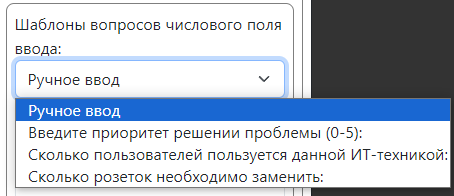 Шаблоны вопросов числового поля
ввода:
Ручное ввод
Ручное ввод
Введите приоритет решении проблемы (0-5):
Сколько пользователей пользуется данной ИТ-техникой:
Сколько розеток необходимо заменить: